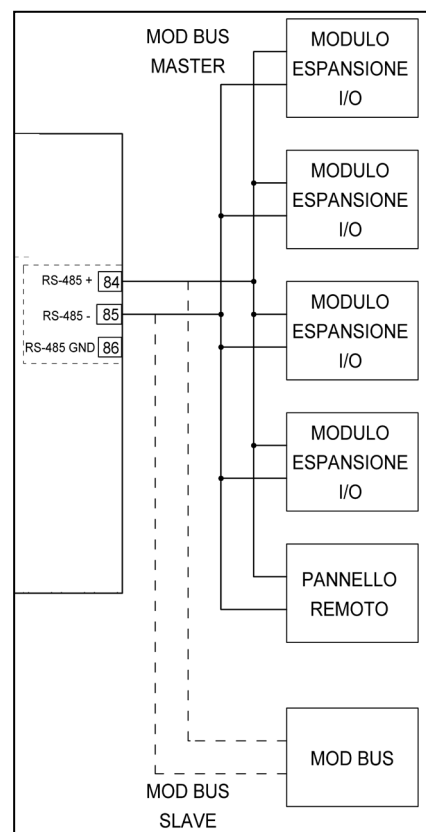 MOD BUS
MASTER
MODULO
ESPANSIONE
I/O
MODULO
ESPANSIONE
I/O
RS-485 + 84
RS-485 - 85
RS-485 GND 86
MODULO
ESPANSIONE
I/O
MODULO
ESPANSIONE
I/O
PANNELLO
REMOTO
MOD BUS
MOD BUS
SLAVE